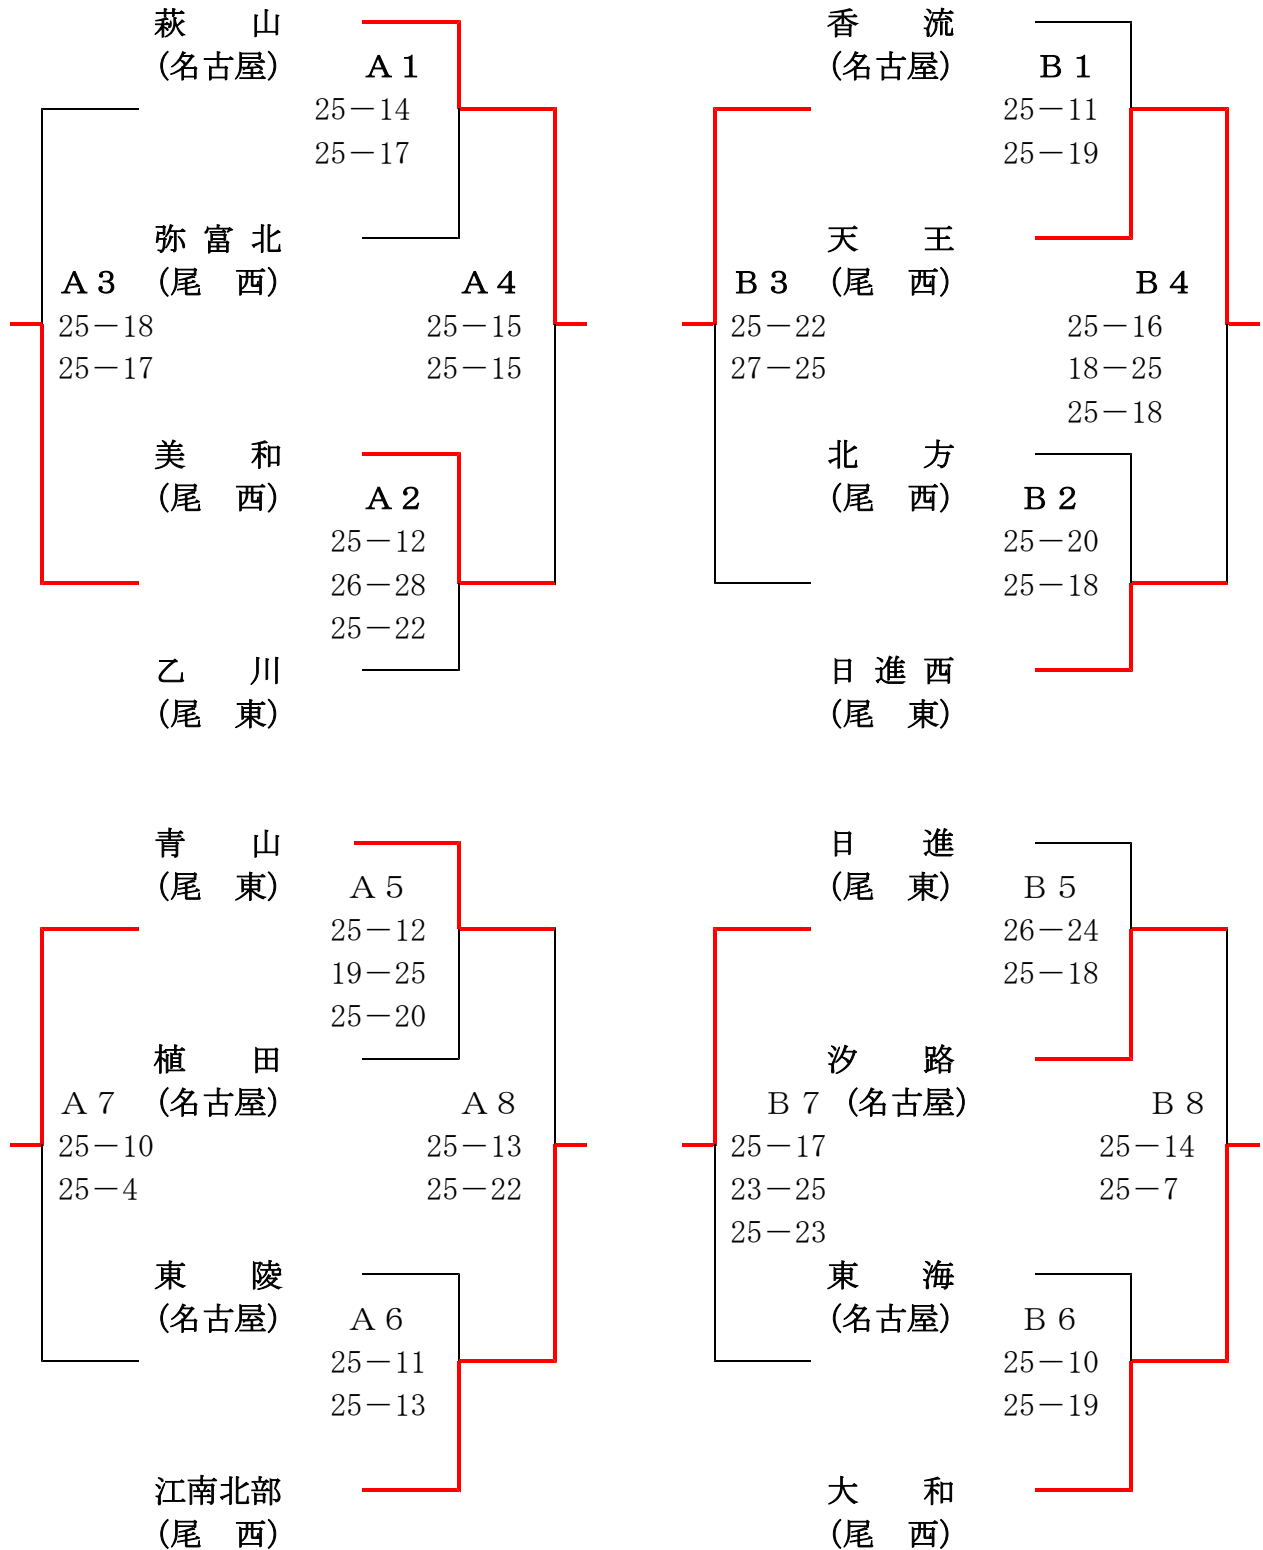 萩山
(名古屋)
A1
25－14
25－17
弥富北
(尾西)
A3
25－18
25－17
A4
25－15
25－15
美和
(尾西)
A2
25－12
26－28
25－22
乙川
(尾東)
香流
(名古屋)
B1
25－11
25－19
天王
(尾西)
B3
25－22
27－25
B4
25－16
18－25
25－18
北方
(尾西)
B2
25－20
25－18
日進西
(尾東)
青山
(尾東)
A5
25－12
19－25
25－20
植田
(名古屋)
A7
25－10
25－4
A8
25－13
25－22
東陵
(名古屋)
A6
25－11
25－13
江南北部
(尾西)
日進
(尾東)
B5
26－24
25－18
汐路
(名古屋)
B7
25－17
23－25
25－23
B8
25－14
25－7
東海
(名古屋)
B6
25－10
25－19
大和
(尾西)